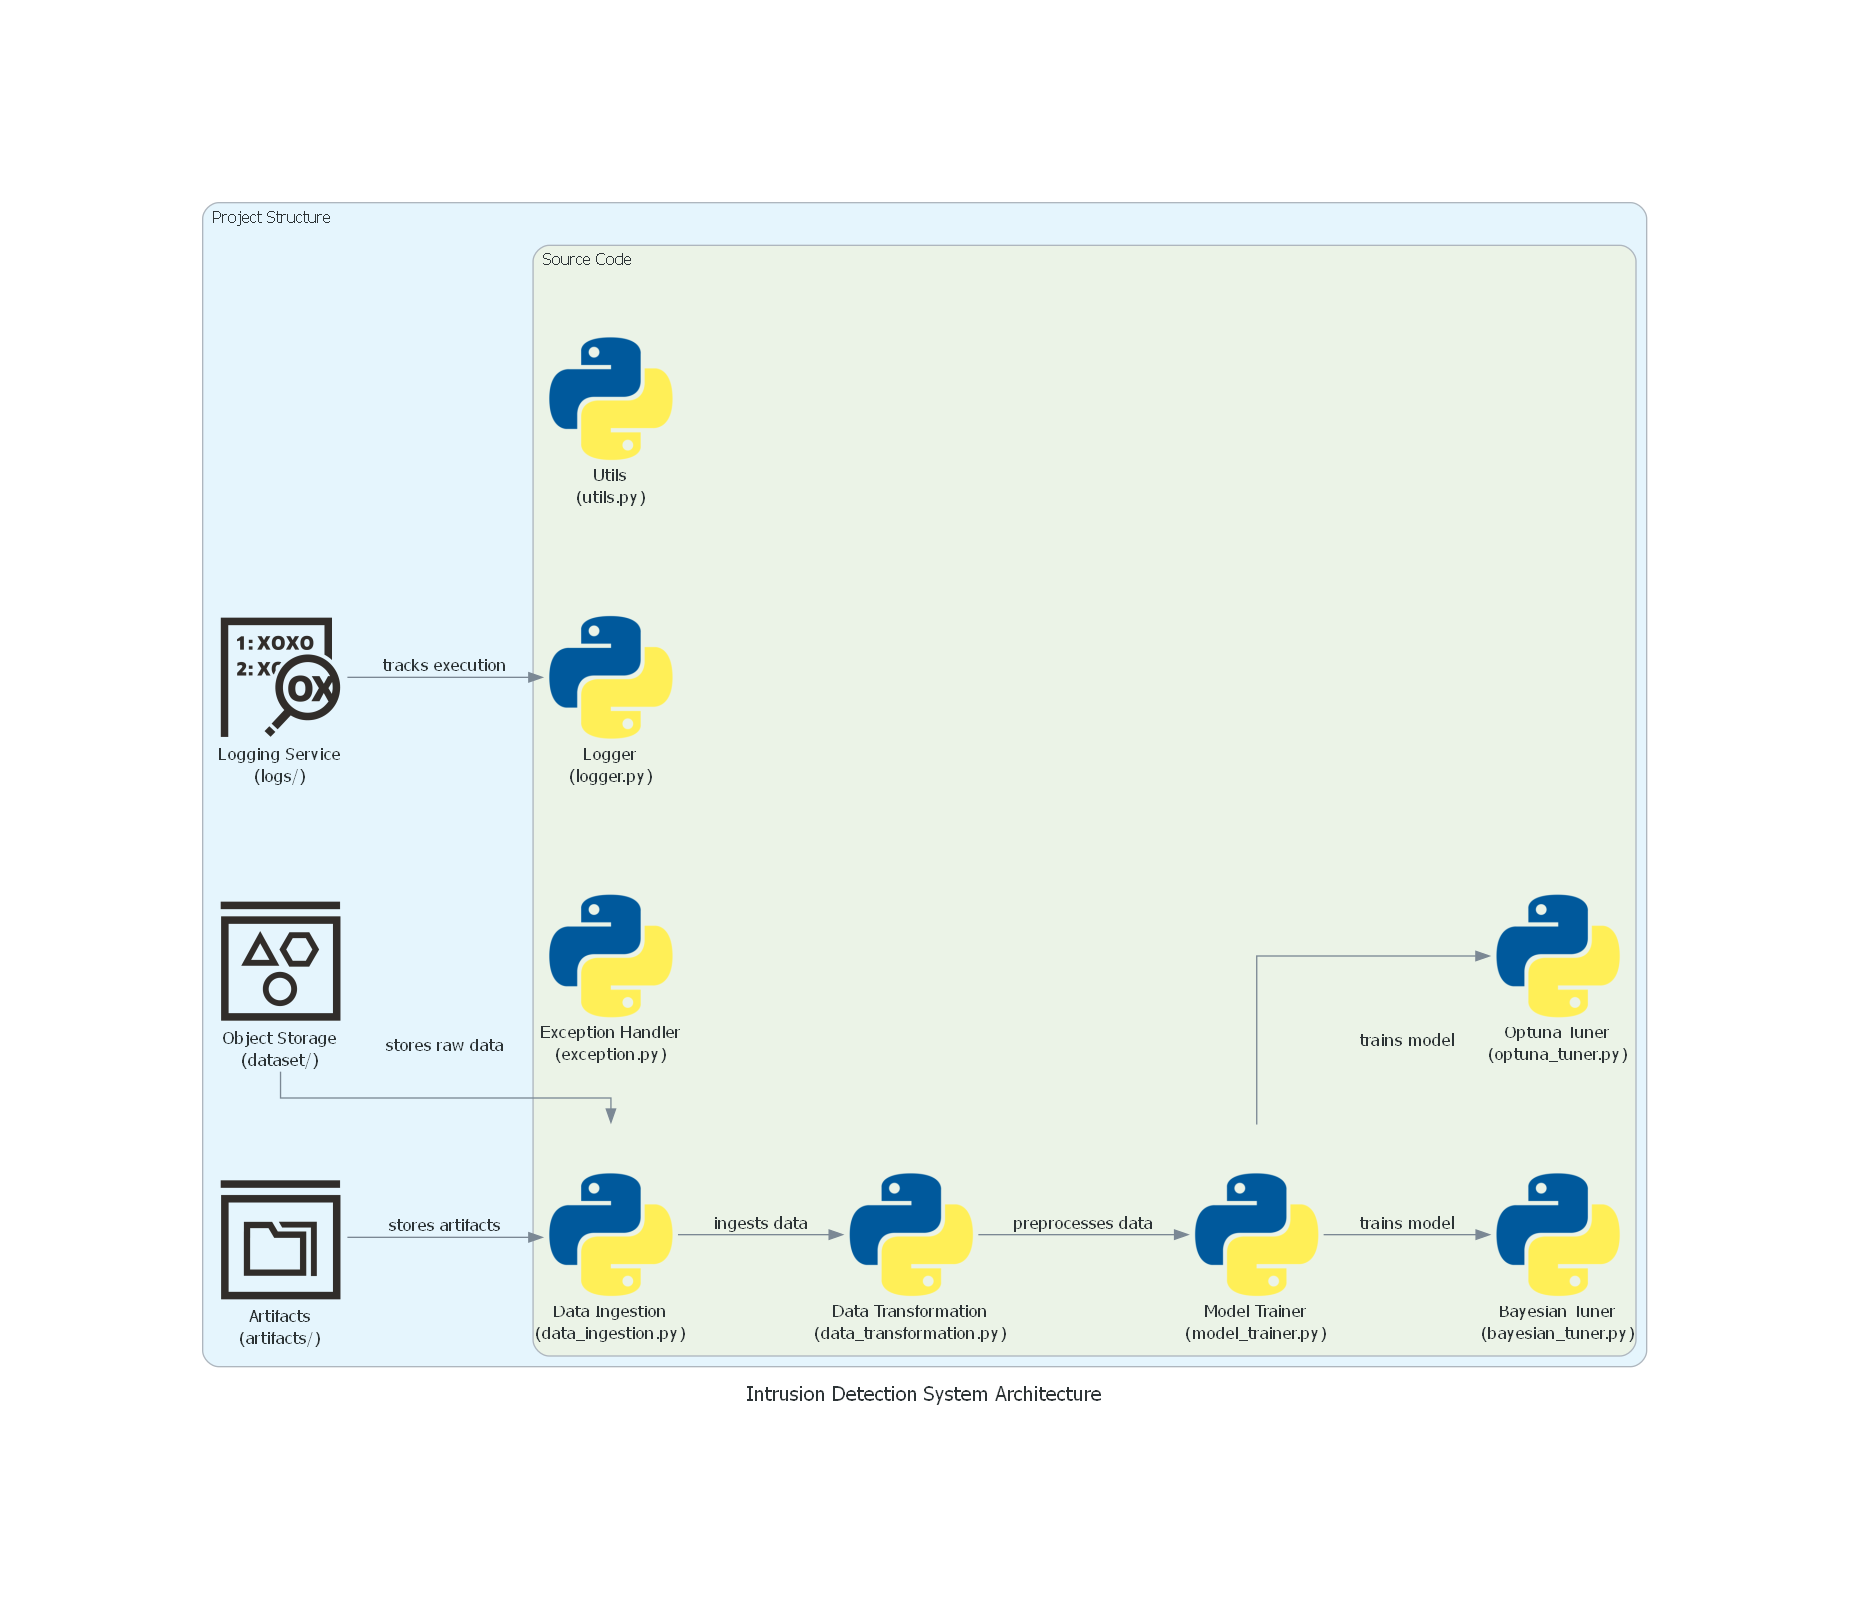 Project Structure
Source Code
Utils
(utils.py)
1: XOXO
2: XO
OX
tracks execution
Logging Service
(logs/)
Logger
(logger.py)
Object Storage
(dataset/)
stores raw data
Exception Handler
(exception.py)
trains model
Optuna Tuner
(optuna_tuner.py)
stores artifacts
ingests data
preprocesses data
trains model
Artifacts
(artifacts/)
Data Ingestion
(data_ingestion.py)
Data Transformation
(data_transformation.py)
Model Trainer
(model_trainer.py)
Bayesian Tuner
(bayesian_tuner.py)
Intrusion Detection System Architecture